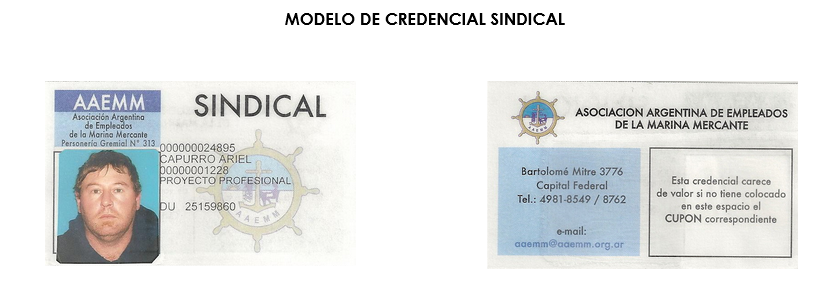 MODELO DE CREDENCIAL SINDICAL
AAEMM
Asociación Argentina
de Empleados
de la Marina Mercante
Personería Gremial N° 313
SINDICAL
000000024895
CAPURRO ARIEL
00000001228
PROYECTO PROFESIONAL
DU 25159860
AAEMM
AAEMM
ASOCIACION ARGENTINA DE EMPLEADOS
DE LA MARINA MERCANTE
Bartolomé Mitre 3776
Capital Federal
Tel.: 4981-8549 / 8762
e-mail:
aaemm@aaemm.org.ar
Esta credencial carece
de valor si no tiene colocado
en este espacio el
CUPON correspondiente